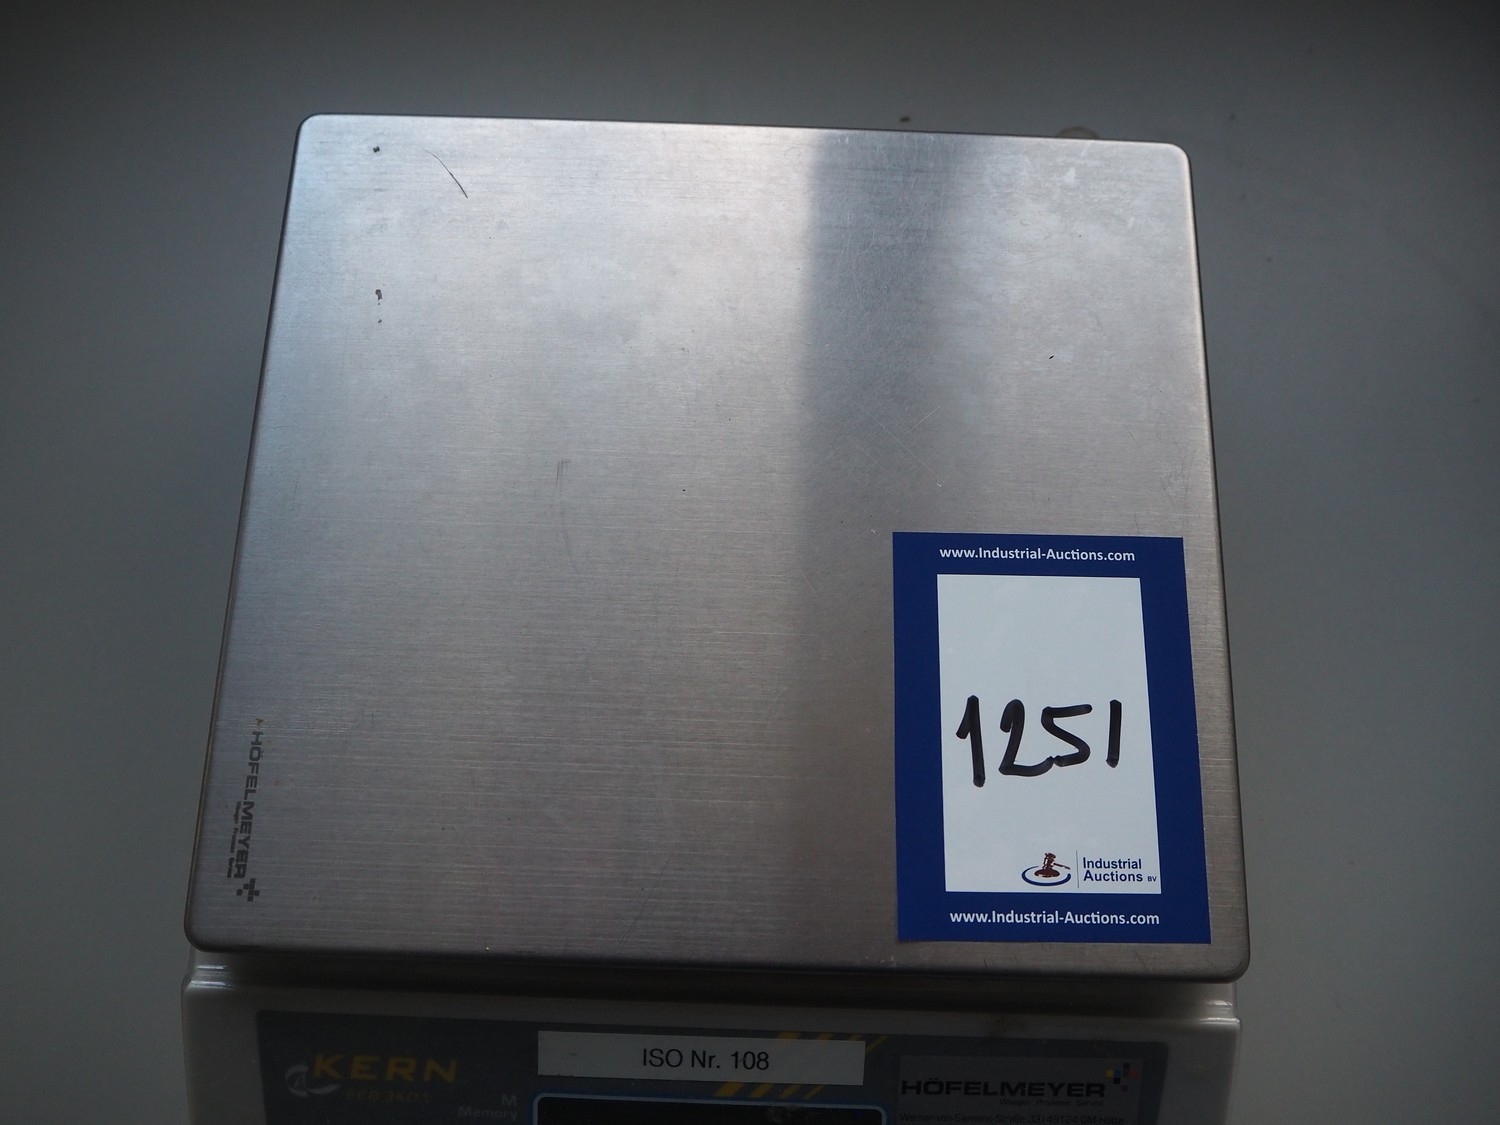 www.Industrial-Auctions.com
1251
Industrial
Auctions BV
www.Industrial-Auctions.com
HÖFELMEYER
KERN
ISO Nr. 108
M
Memory
HÖFELMEYER